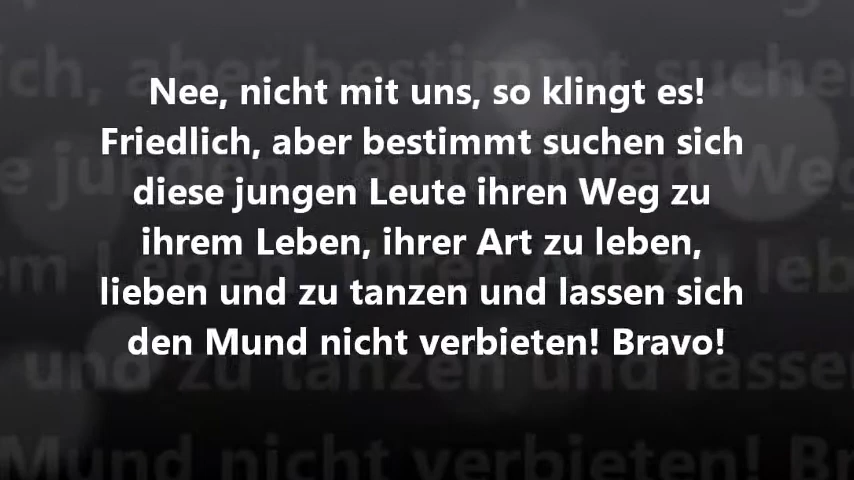 Nee, nicht mit uns, so klingt es!
Friedlich, aber bestimmt suchen sich
diese jungen Leute ihren Weg zu
ihrem Leben, ihrer Art zu leben,
lieben und zu tanzen und lassen sich
den Mund nicht verbieten! Bravo!